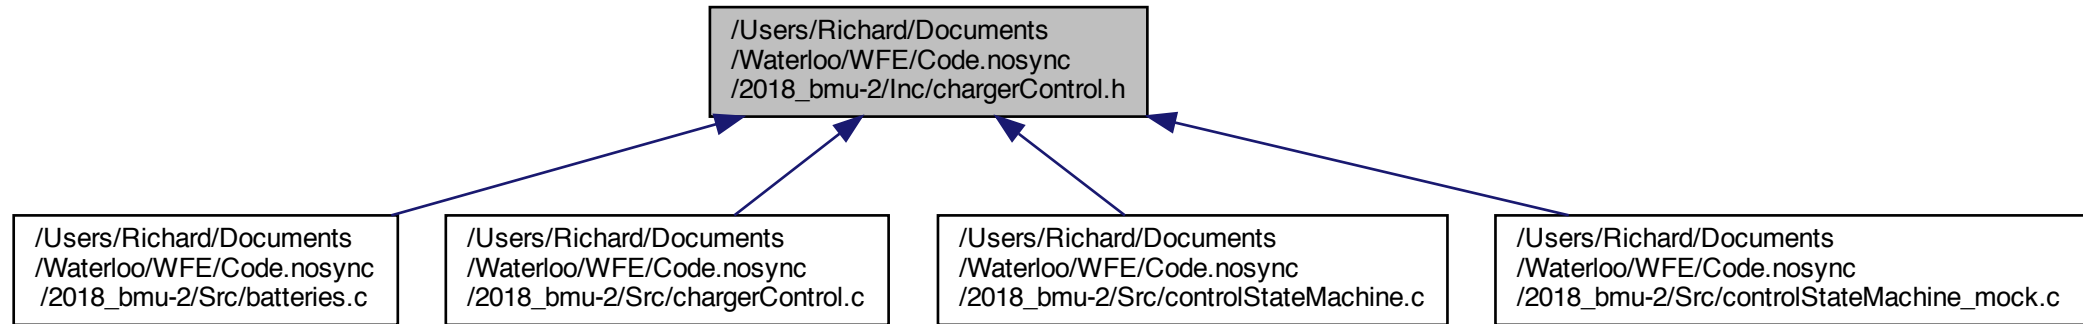 /Users/Richard/Documents
/Waterloo/WFE/Code.nosync
/2018_bmu-2/Inc/chargerControl.h
/Users/Richard/Documents
/Waterloo/WFE/Code.nosync
/2018_bmu-2/Src/batteries.c
/Users/Richard/Documents
/Waterloo/WFE/Code.nosync
/2018_bmu-2/Src/chargerControl.c
/Users/Richard/Documents
/Waterloo/WFE/Code.nosync
/2018_bmu-2/Src/controlStateMachine.c
/Users/Richard/Documents
/Waterloo/WFE/Code.nosync
/2018_bmu-2/Src/controlStateMachine_mock.c